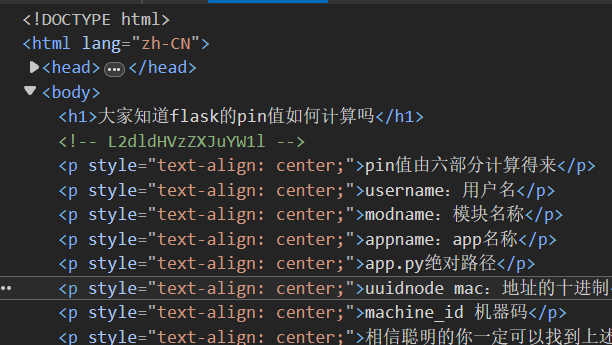 <!DOCTYPE html>
<html lang="zh-CN">
<head> ••• </head>
<body>
<h1>大家知道flask的pin值如何计算吗</h1>
<!-- L2dldHVzZXJuYW1l -->
<p style="text-align: center;">pin值由六部分计算得来</p>
<p style="text-align: center;">username：用户名</p>
<p style="text-align: center;">modname：模块名称</p>
<p style="text-align: center;">appname：app名称</p>
<p style="text-align: center;">app.py绝对路径</p>
<p style="text-align: center;">uuidnode mac：地址的十进制
<p style="text-align: center;">machine_id 机器码</p>
<p style="text-align: center;">相信聪明的你一定可以找到上